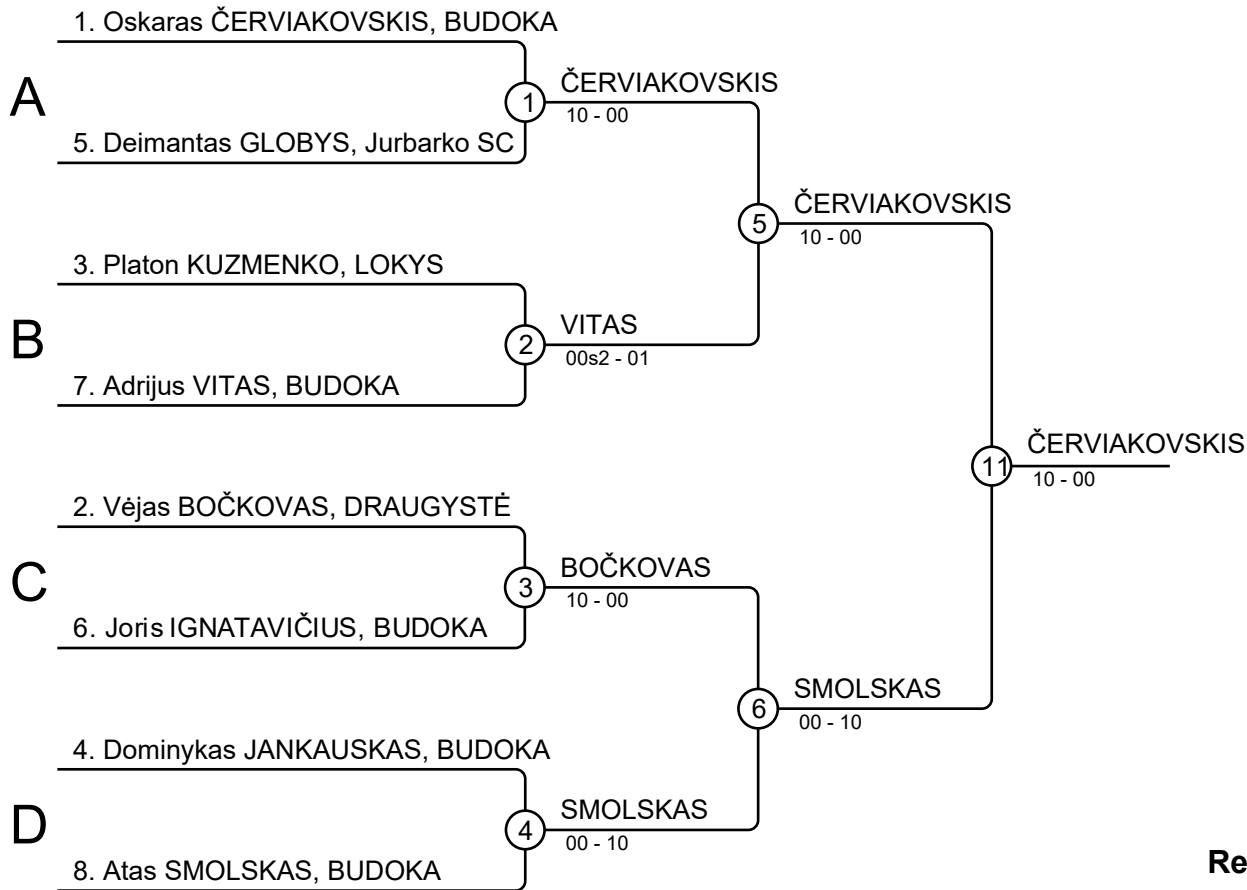 1. Oskaras ČERVIAKOVSKIS, BUDOKA
A
1
ČERVIAKOVSKIS
10 - 00
5. Deimantas GLOBYS, Jurbarko SC
5
ČERVIAKOVSKIS
10 - 00
3. Platon KUZMENKO, LOKYS
B
2
VITAS
00s2 - 01
7. Adrijus VITAS, BUDOKA
11
ČERVIAKOVSKIS
10 - 00
2. Vėjas BOČKOVAS, DRAUGYSTĖ
C
3
BOČKOVAS
10 - 00
6. Joris IGNATAVIČIUS, BUDOKA
6
SMOLSKAS
00 - 10
4. Dominykas JANKAUSKAS, BUDOKA
D
4
SMOLSKAS
00 - 10
8. Atas SMOLSKAS, BUDOKA
Re